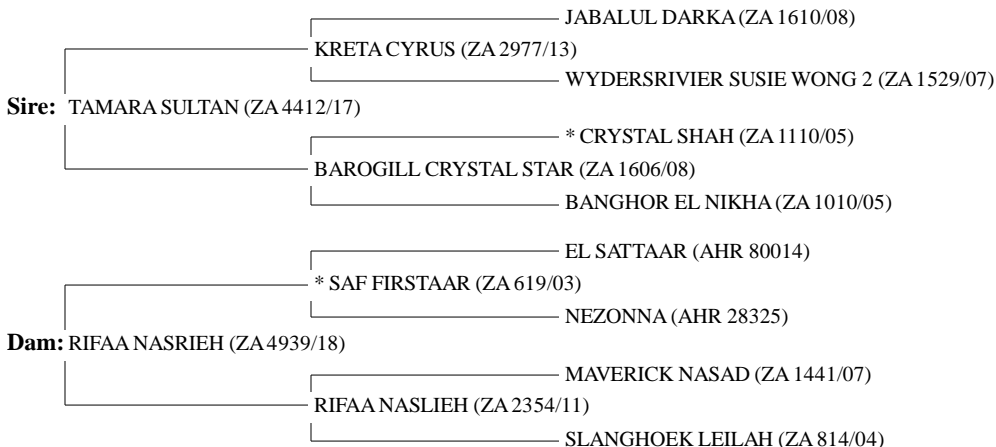 JABALUL DARKA (ZA 1610/08)
KRETA CYRUS (ZA 2977/13)
WYDERSRIVIER SUSIE WONG 2 (ZA 1529/07)
Sire: TAMARA SULTAN (ZA 4412/17)
* CRYSTAL SHAH (ZA 1110/05)
BAROGILL CRYSTAL STAR (ZA 1606/08)
BANGHOR EL NIKHA (ZA 1010/05)
EL SATTAAR (AHR 80014)
* SAF FIRSTAAR (ZA 619/03)
NEZONNA (AHR 28325)
Dam: RIFAA NASRIEH (ZA 4939/18)
MAVERICK NASAD (ZA 1441/07)
RIFAA NASLIEH (ZA 2354/11)
SLANGHOEK LEILAH (ZA 814/04)